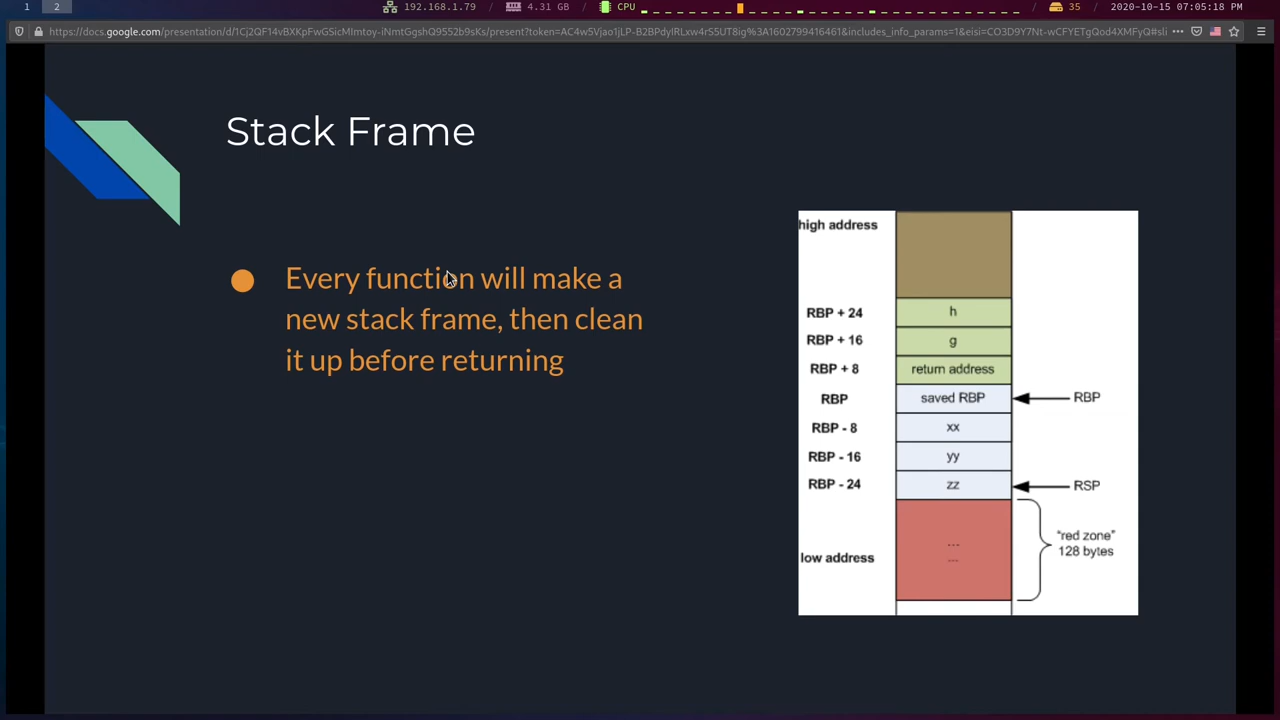 1 2 192.168.1.79 4.31 GB CPU 35 2020-10-15 07:05:18 PM
Stack Frame
Every function will make a
new stack frame, then clean
it up before returning
high address
RBP + 24 h
RBP + 16 g
RBP + 8 return address
RBP saved RBP RBP
RBP - 8 xx
RBP - 16 yy
RBP - 24 zz RSP
... "red zone"
... 128 bytes
low address